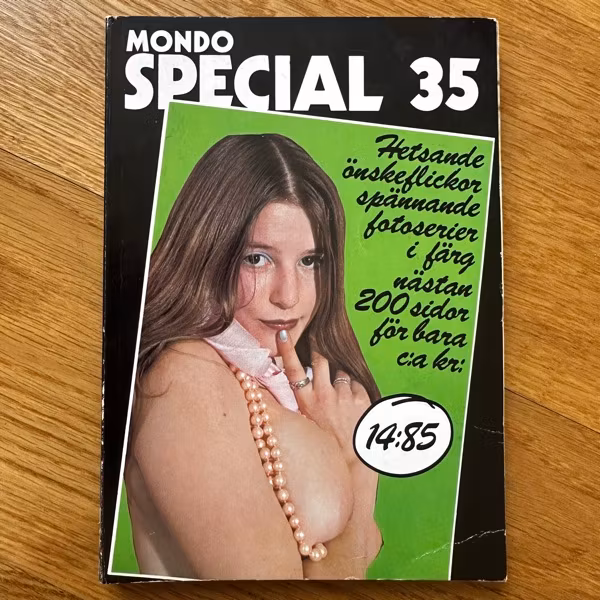 MONDO
SPECIAL 35
Hetsande
önskeflickor
spännande
fotoserier
i färg
nästan
200 sidor
för bara
c:a kr:
14:85